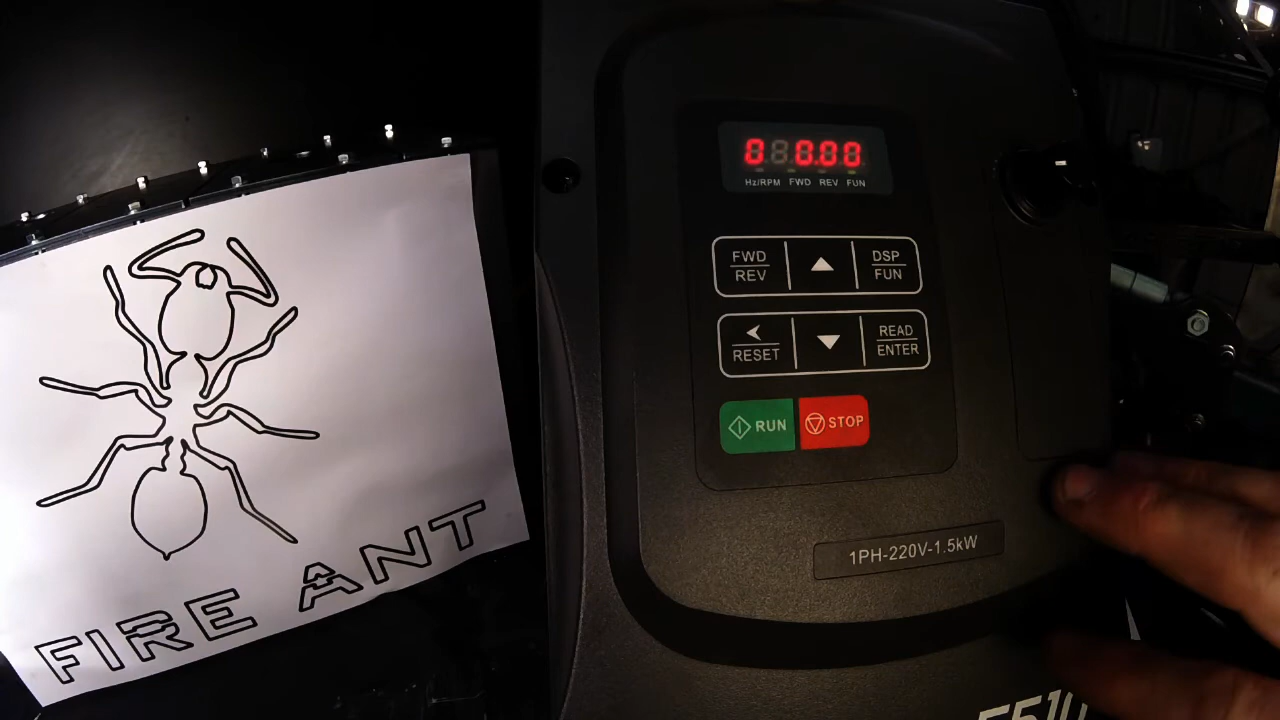 FIRE ANT
0 0.00
Hz/RPM FWD REV FUN
FWD
REV
DSP
FUN
RESET
READ
ENTER
RUN
STOP
1PH-220V-1.5kW